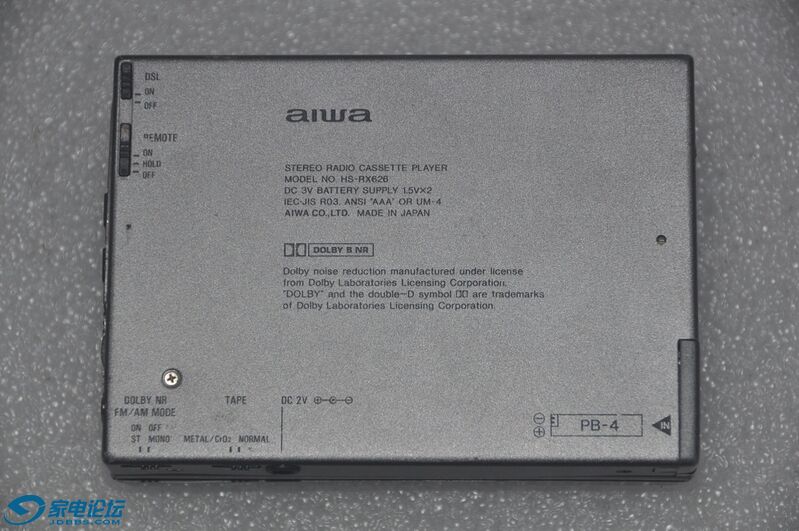 DSL
ON
OFF
REMOTE
ON
HOLD
OFF
aiwa
STEREO RADIO CASSETTE PLAYER
MODEL NO HS-RX626
DC 3V BATTERY SUPPLY 1.5V×2
IEC·JIS R03. ANSI "AAA" OR UM-4
AIWA CO.,LTD. MADE IN JAPAN
DOLBY B NR
Dolby noise reduction manufactured under license
from Dolby Laboratories Licensing Corporation.
"DOLBY" and the double-D symbol are trademarks
of Dolby Laboratories Licensing Corporation.
DOLBY NR TAPE DC 2V
FM/AM MODE
ON OFF
ST MONO METAL/CrO2 NORMAL
PB-4
IN
家电论坛
JDBBS.COM